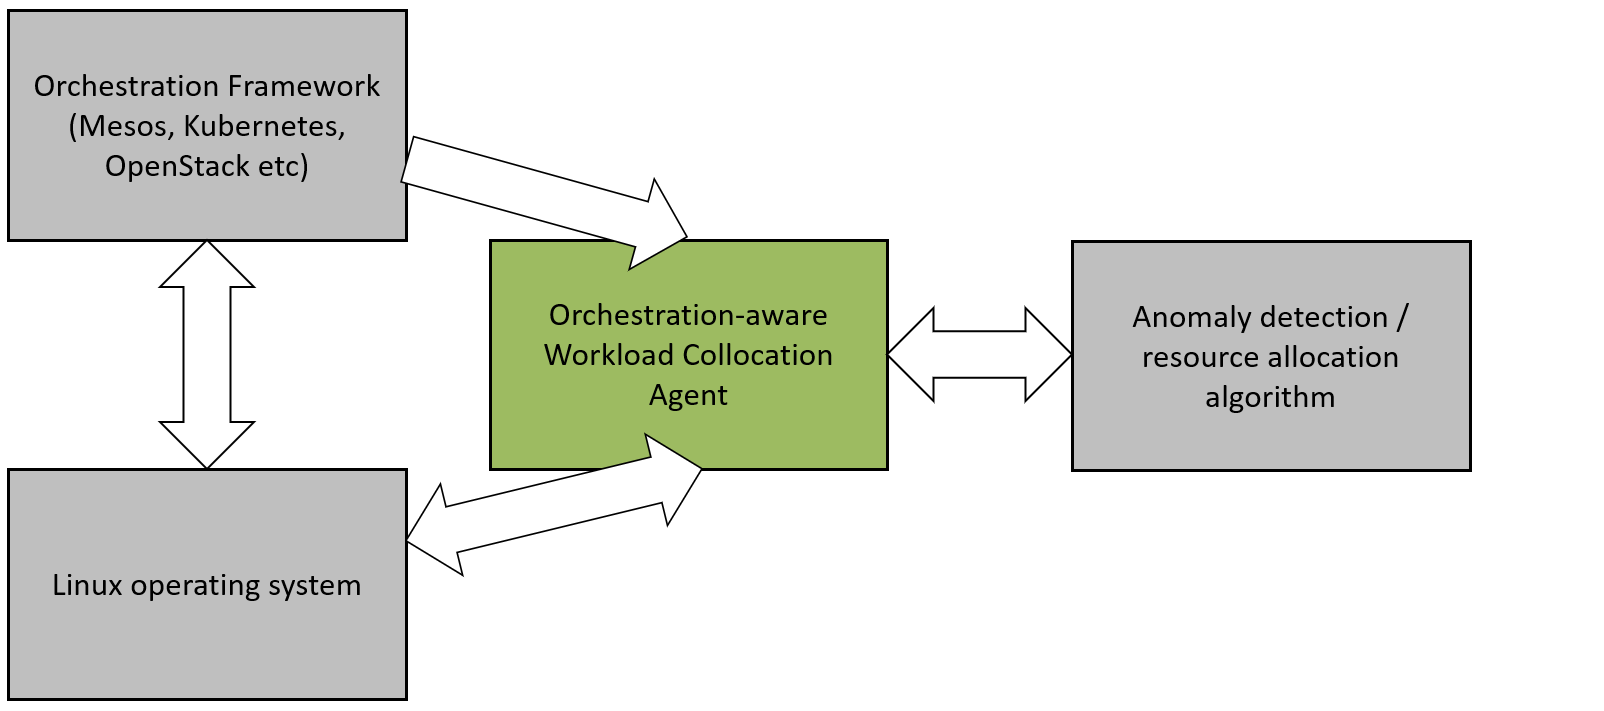 Orchestration Framework
(Mesos, Kubernetes,
OpenStack etc)
Orchestration-aware
Workload Collocation
Agent
Anomaly detection /
resource allocation
algorithm
Linux operating system